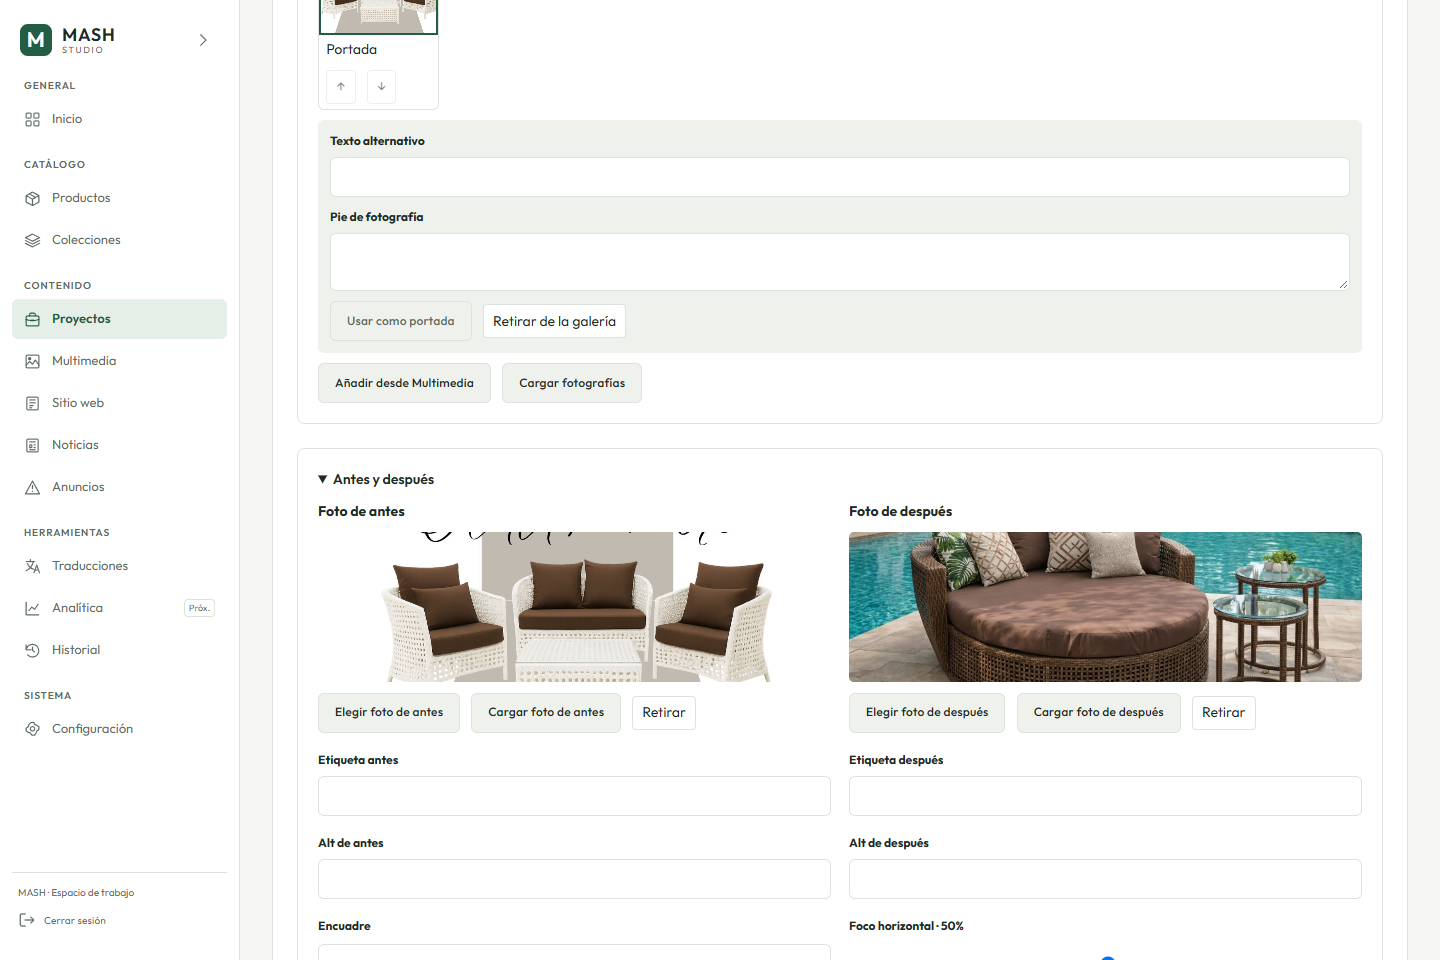 M MASH
STUDIO
GENERAL
Inicio
CATÁLOGO
Productos
Colecciones
CONTENIDO
Proyectos
Multimedia
Sitio web
Noticias
Anuncios
HERRAMIENTAS
Traducciones
Analítica Próx.
Historial
SISTEMA
Configuración
MASH · Espacio de trabajo
Cerrar sesión
Portada
↑ ↓
Texto alternativo
Pie de fotografía
Usar como portada Retirar de la galería
Añadir desde Multimedia Cargar fotografías
▼ Antes y después
Foto de antes
Elegir foto de antes Cargar foto de antes Retirar
Etiqueta antes
Alt de antes
Encuadre
Foto de después
Elegir foto de después Cargar foto de después Retirar
Etiqueta después
Alt de después
Foco horizontal · 50%